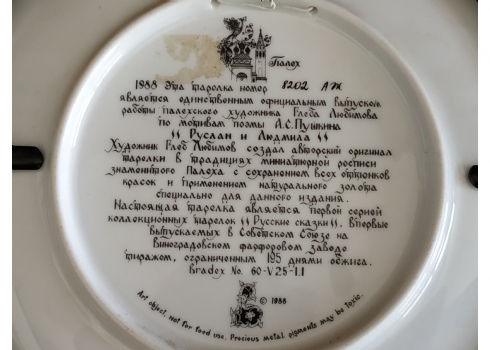 Палех
1988 Эта тарелка номер 8202 АЖ
является единственным официальным выпуском
работы палехского художника Глеба Любимова
по мотивам поэмы А.С.Пушкина
"Руслан и Людмила"
Художник Глеб Любимов создал авторский оригинал
тарелки в традициях миниатюрной росписи
знаменитого Палеха с сохранением всех оттенков
красок и применением натурального золота
специально для данного издания.
Настоящая тарелка является первой серией
коллекционных тарелок "Русские сказки", впервые
выпускаемых в Советском Союзе на
Виноградовском фарфоровом заводе
тиражом, ограниченным 195 днями обжига.
Bradex No. 60-V25-1.1
© 1988
Art object, not for food use. Precious metal, pigments may be toxic.